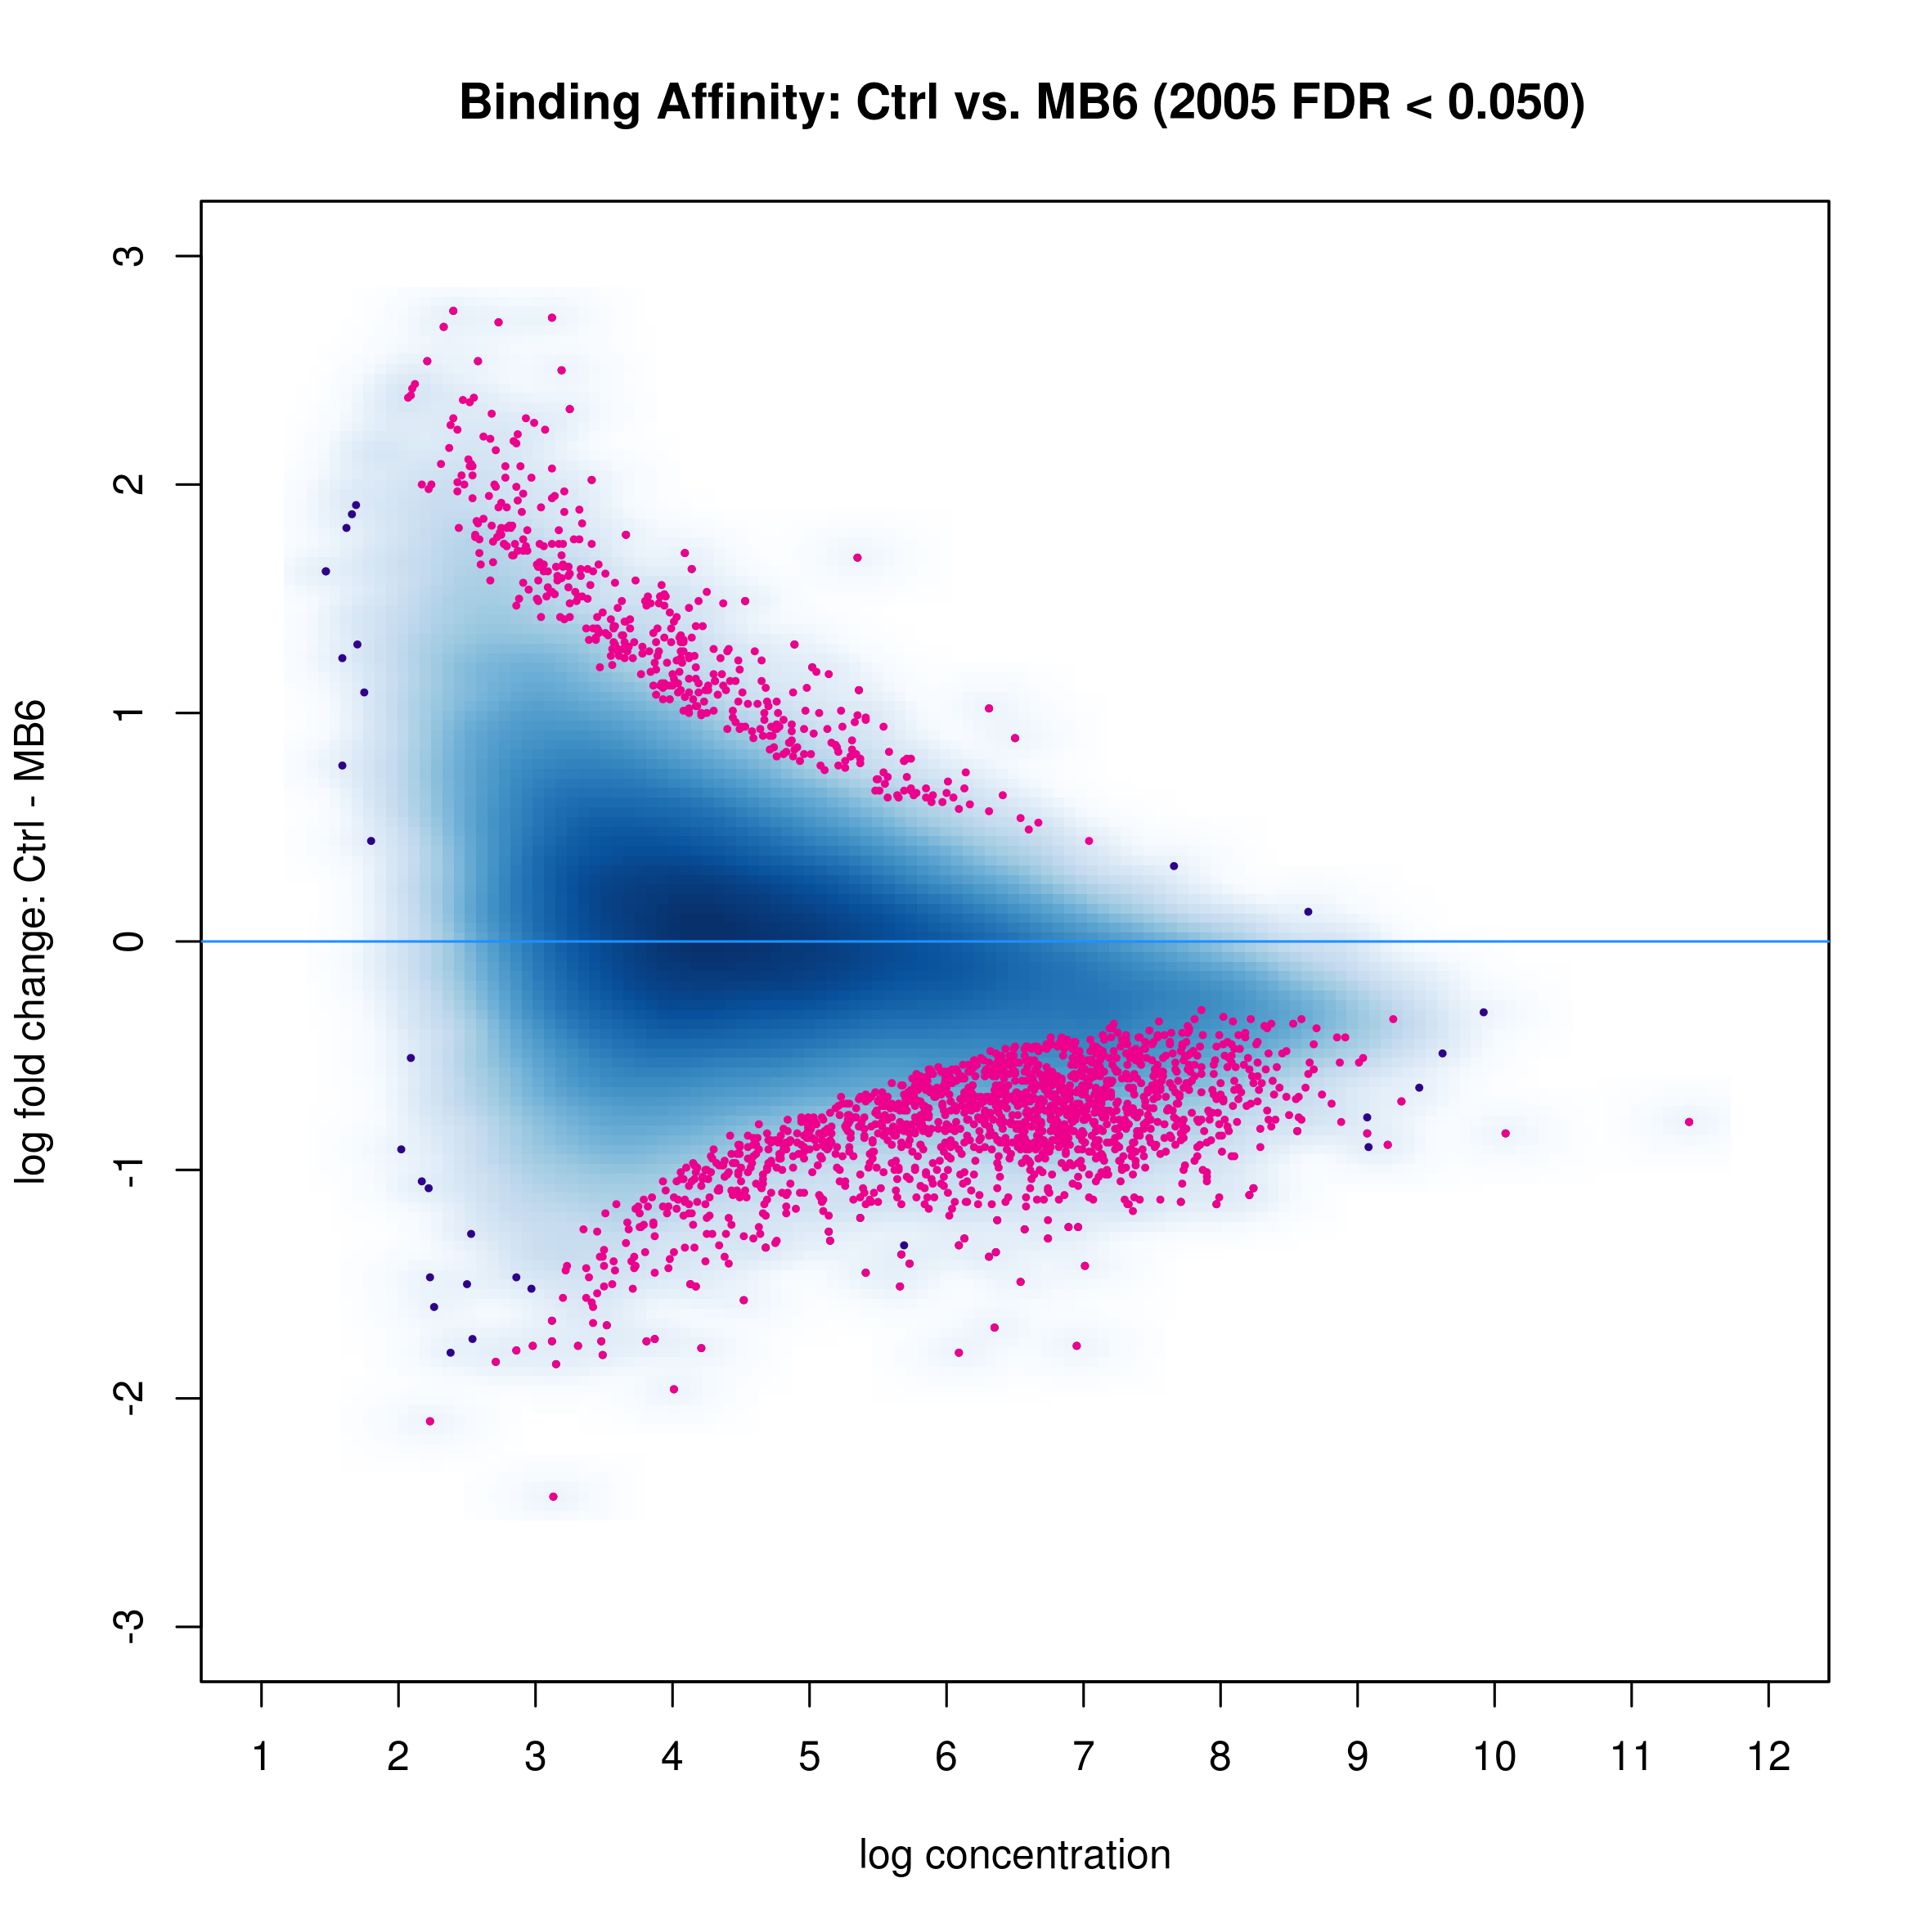 Binding Affinity: Ctrl vs. MB6 (2005 FDR < 0.050)
log fold change: Ctrl - MB6
3
2
1
0
-1
-2
-3
1 2 3 4 5 6 7 8 9 10 11 12
log concentration